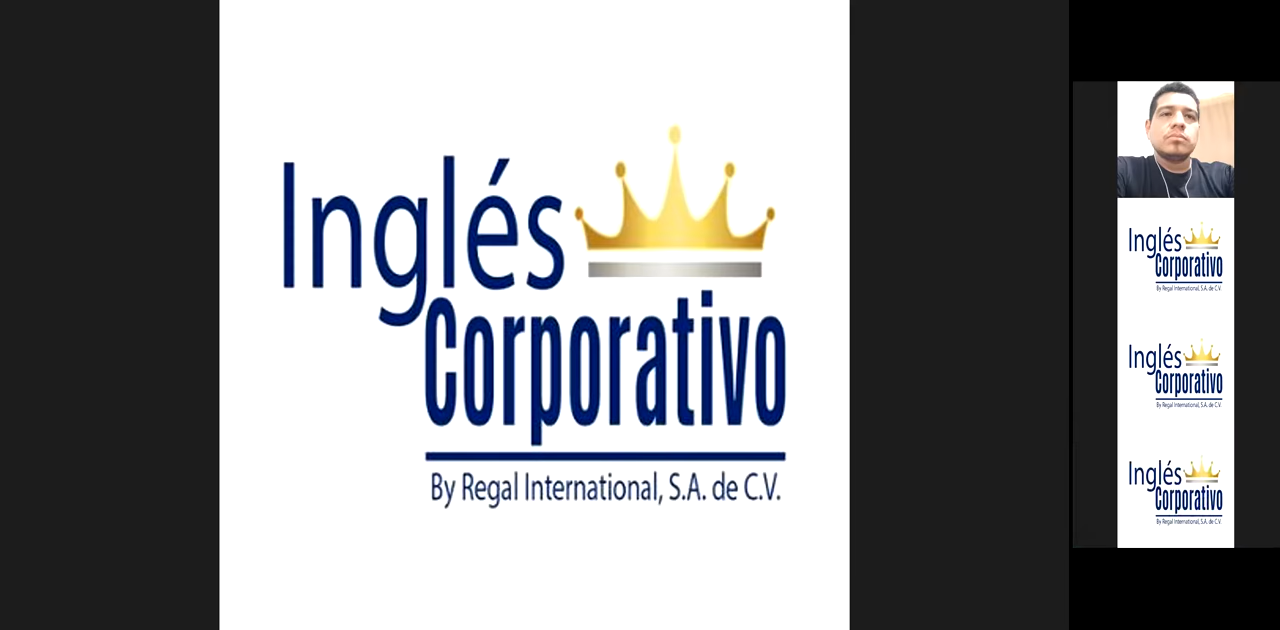 Inglés
Corporativo
By Regal International, S.A. de C.V.
Inglés
Corporativo
By Regal International, S.A. de C.V.
Inglés
Corporativo
By Regal International, S.A. de C.V.
Inglés
Corporativo
By Regal International, S.A. de C.V.